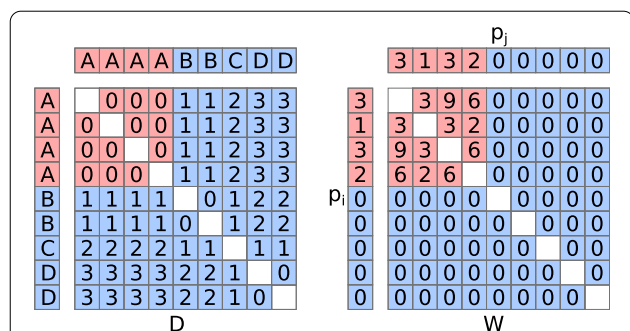 p_j
A A A A B B C D D 3 1 3 2 0 0 0 0 0
A 0 0 0 1 1 2 3 3 3 3 9 6 0 0 0 0 0
A 0 0 0 1 1 2 3 3 1 3 3 2 0 0 0 0 0
A 0 0 0 1 1 2 3 3 3 9 3 6 0 0 0 0 0
A 0 0 0 1 1 2 3 3 2 6 2 6 0 0 0 0 0
B 1 1 1 1 0 1 2 2 p_i 0 0 0 0 0 0 0 0 0
B 1 1 1 1 0 1 2 2 0 0 0 0 0 0 0 0 0
C 2 2 2 2 1 1 1 1 0 0 0 0 0 0 0 0 0
D 3 3 3 3 2 2 1 0 0 0 0 0 0 0 0 0 0
D 3 3 3 3 2 2 1 0 0 0 0 0 0 0 0 0 0
D W